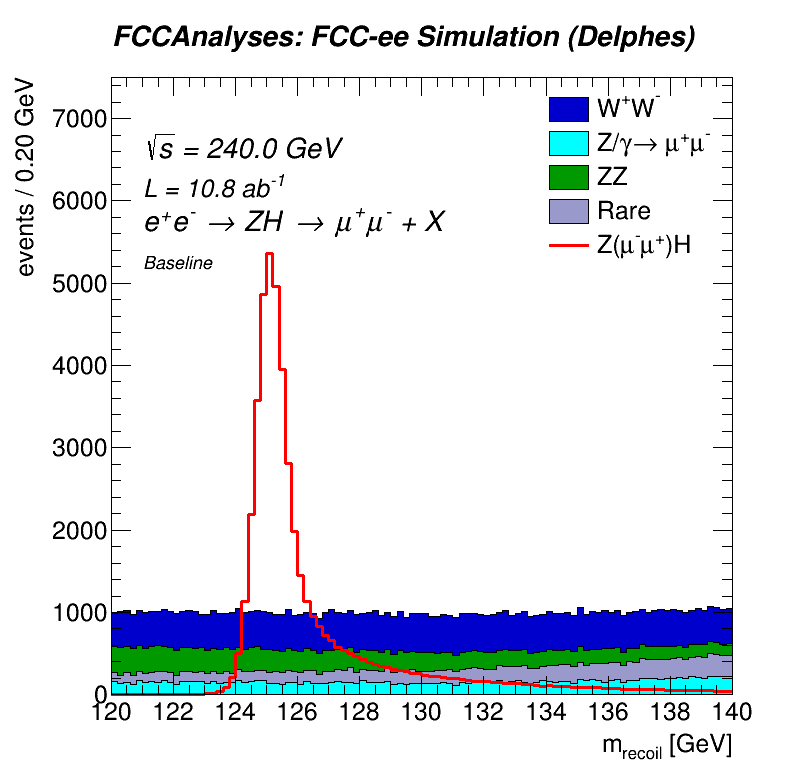 FCCAnalyses: FCC-ee Simulation (Delphes)
events / 0.20 GeV
7000
6000
5000
4000
3000
2000
1000
0
√s = 240.0 GeV
L = 10.8 ab⁻¹
e⁺e⁻ → ZH → μ⁺μ⁻ + X
Baseline
W⁺W⁻
Z/γ→ μ⁺μ⁻
ZZ
Rare
Z(μ⁻μ⁺)H
120 122 124 126 128 130 132 134 136 138 140
m_recoil [GeV]